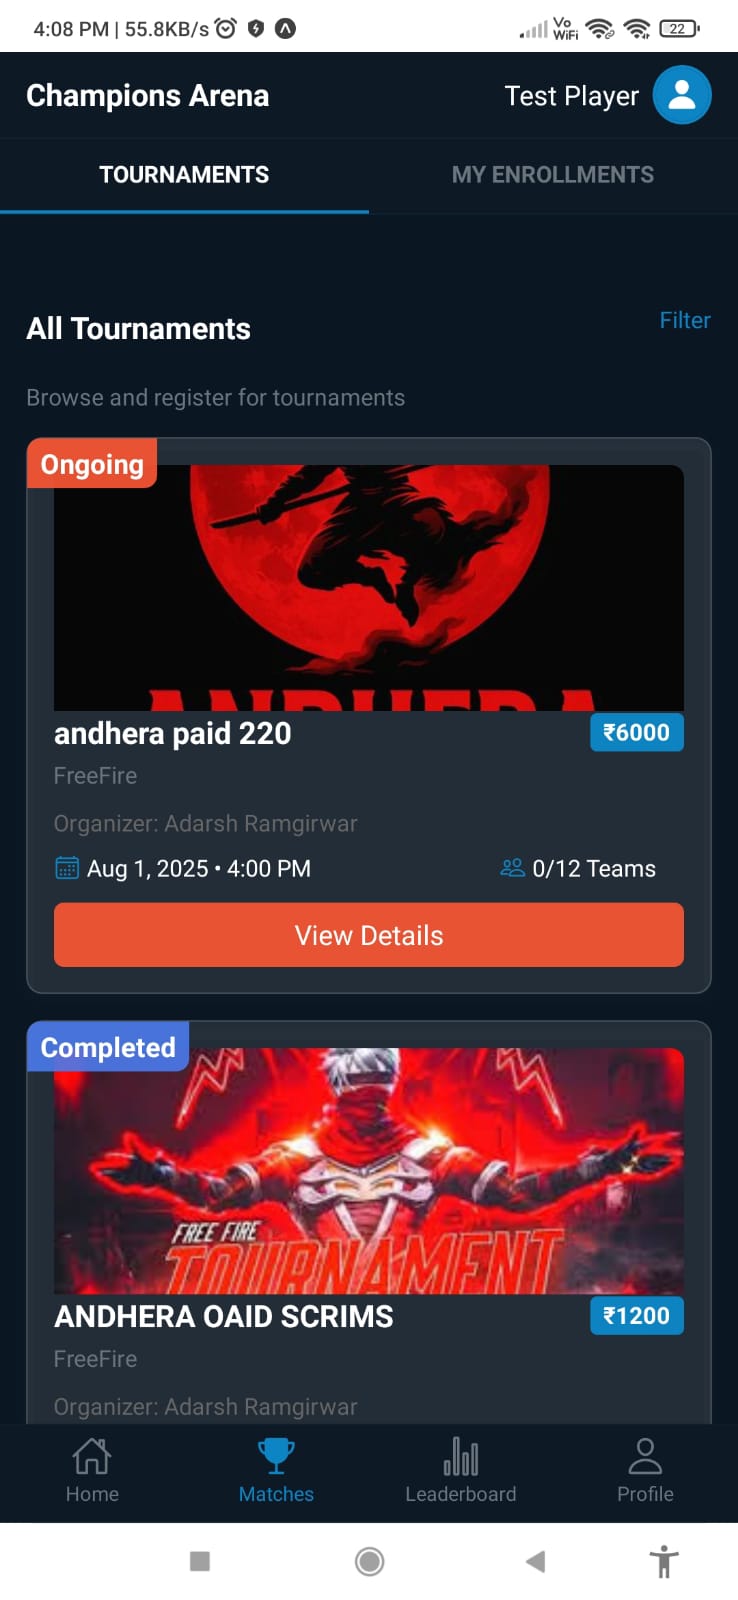 4:08 PM | 55.8KB/s
Vo
WiFi
22
Champions Arena
Test Player
TOURNAMENTS
MY ENROLLMENTS
All Tournaments
Filter
Browse and register for tournaments
Ongoing
ANDHERA
andhera paid 220
₹6000
FreeFire
Organizer: Adarsh Ramgirwar
Aug 1, 2025 • 4:00 PM
0/12 Teams
View Details
Completed
FREE FIRE
TOURNAMENT
ANDHERA OAID SCRIMS
₹1200
FreeFire
Organizer: Adarsh Ramgirwar
Home
Matches
Leaderboard
Profile